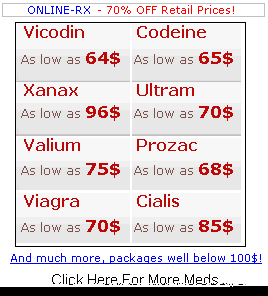 ONLINE-RX - 70% OFF Retail Prices!
Vicodin Codeine
As low as 64$ As low as 65$
Xanax Ultram
As low as 96$ As low as 70$
Valium Prozac
As low as 75$ As low as 68$
Viagra Cialis
As low as 70$ As low as 85$
And much more, packages well below 100$!
Click Here For More Meds